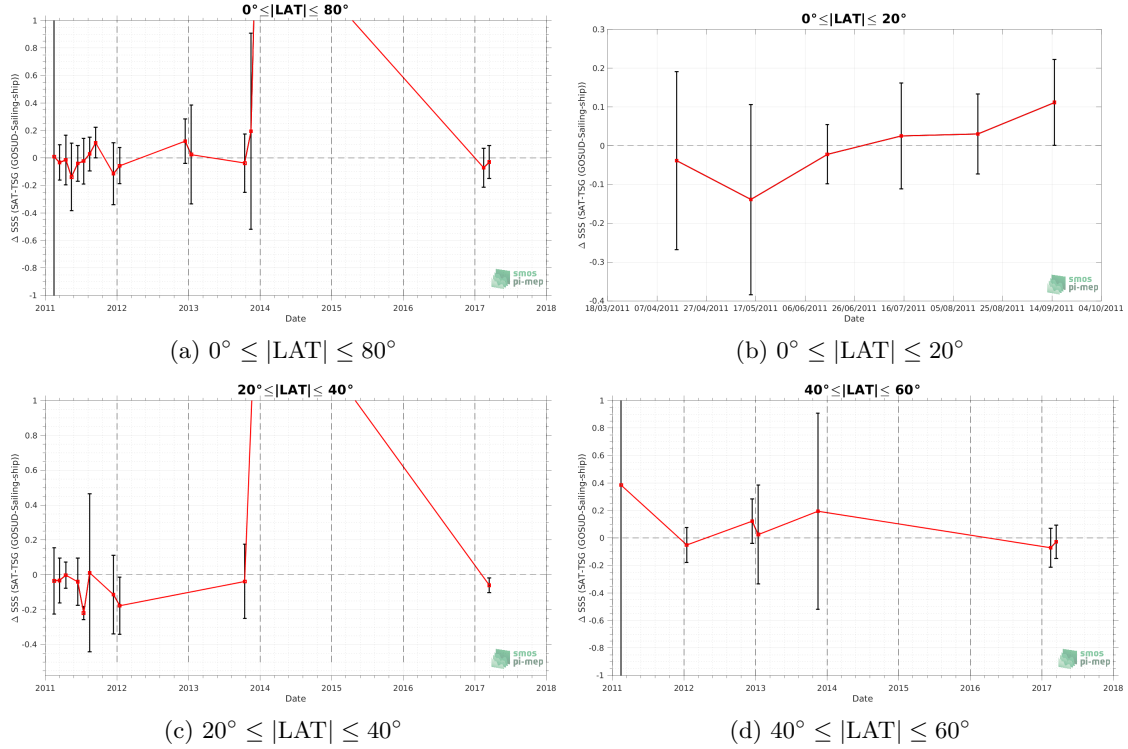 0°≤|LAT|≤ 80°
1
0.8
0.6
0.4
0.2
0
-0.2
-0.4
-0.6
-0.8
-1
Δ SSS (SAT-TSG (GOSUD-Sailing-ship))
2011 2012 2013 2014 2015 2016 2017 2018
Date
smos
pi-mep
(a) 0° ≤ |LAT| ≤ 80°
0°≤|LAT|≤ 20°
0.3
0.2
0.1
0
-0.1
-0.2
-0.3
-0.4
Δ SSS (SAT-TSG (GOSUD-Sailing-ship))
18/03/2011 07/04/2011 27/04/2011 17/05/2011 06/06/2011 26/06/2011 16/07/2011 05/08/2011 25/08/2011 14/09/2011 04/10/2011
Date
smos
pi-mep
(b) 0° ≤ |LAT| ≤ 20°
20°≤|LAT|≤ 40°
1
0.8
0.6
0.4
0.2
0
-0.2
-0.4
Δ SSS (SAT-TSG (GOSUD-Sailing-ship))
2011 2012 2013 2014 2015 2016 2017 2018
Date
smos
pi-mep
(c) 20° ≤ |LAT| ≤ 40°
40°≤|LAT|≤ 60°
1
0.8
0.6
0.4
0.2
0
-0.2
-0.4
-0.6
-0.8
-1
Δ SSS (SAT-TSG (GOSUD-Sailing-ship))
2011 2012 2013 2014 2015 2016 2017 2018
Date
smos
pi-mep
(d) 40° ≤ |LAT| ≤ 60°